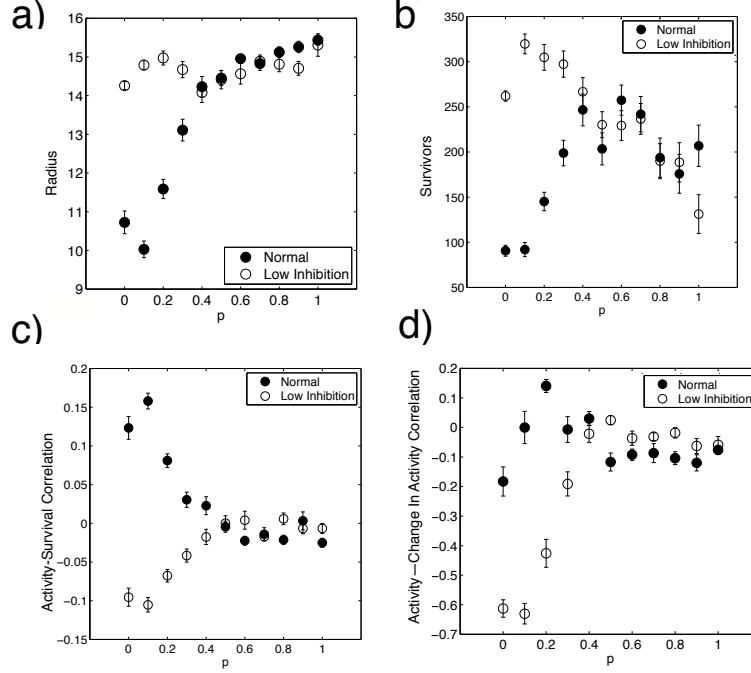 a)
16
15
14
13
12
11
10
9
Radius
0 0.2 0.4 0.6 0.8 1
p
Normal
Low Inhibition
b)
350
300
250
200
150
100
50
Survivors
0 0.2 0.4 0.6 0.8 1
p
Normal
Low Inhibition
c)
0.2
0.15
0.1
0.05
0
-0.05
-0.1
-0.15
Activity-Survival Correlation
0 0.2 0.4 0.6 0.8 1
p
Normal
Low Inhibition
d)
0.2
0.1
0
-0.1
-0.2
-0.3
-0.4
-0.5
-0.6
-0.7
Activity—Change In Activity Correlation
0 0.2 0.4 0.6 0.8 1
p
Normal
Low Inhibition